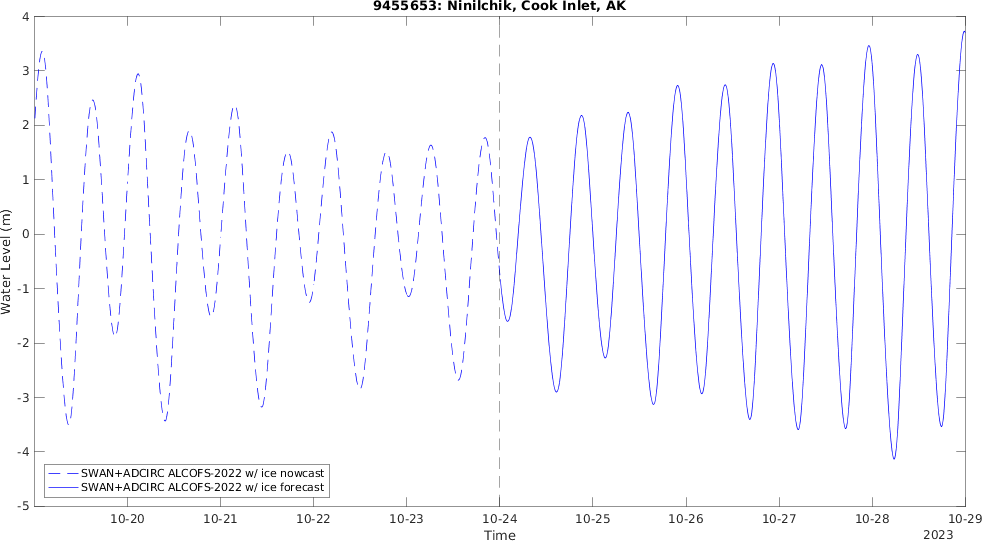 9455653: Ninilchik, Cook Inlet, AK
4
3
2
1
0
-1
-2
-3
-4
-5
Water Level (m)
SWAN+ADCIRC ALCOFS-2022 w/ ice nowcast
SWAN+ADCIRC ALCOFS-2022 w/ ice forecast
10-20 10-21 10-22 10-23 10-24 10-25 10-26 10-27 10-28 10-29
Time
2023